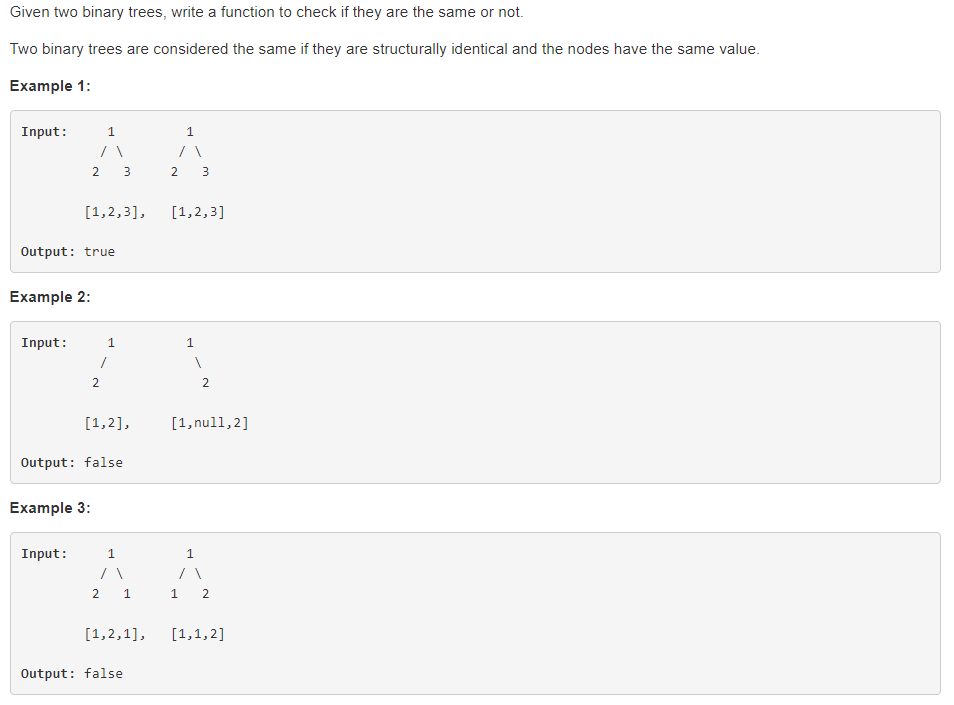 Given two binary trees, write a function to check if they are the same or not.
Two binary trees are considered the same if they are structurally identical and the nodes have the same value.
Example 1:
Input:     1         1
          / \       / \
         2   3     2   3
        [1,2,3],   [1,2,3]
Output: true
Example 2:
Input:     1         1
          /           \
         2             2
        [1,2],     [1,null,2]
Output: false
Example 3:
Input:     1         1
          / \       / \
         2   1     1   2
        [1,2,1],   [1,1,2]
Output: false